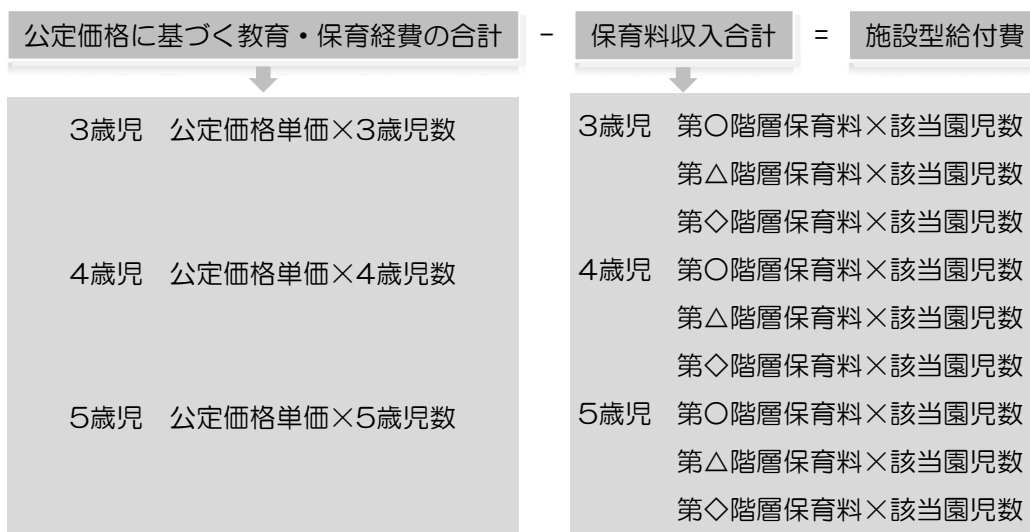 公定価格に基づく教育・保育経費の合計 － 保育料収入合計 ＝ 施設型給付費
3歳児　公定価格単価×3歳児数
4歳児　公定価格単価×4歳児数
5歳児　公定価格単価×5歳児数
3歳児　第〇階層保育料×該当園児数
第△階層保育料×該当園児数
第◇階層保育料×該当園児数
4歳児　第〇階層保育料×該当園児数
第△階層保育料×該当園児数
第◇階層保育料×該当園児数
5歳児　第〇階層保育料×該当園児数
第△階層保育料×該当園児数
第◇階層保育料×該当園児数